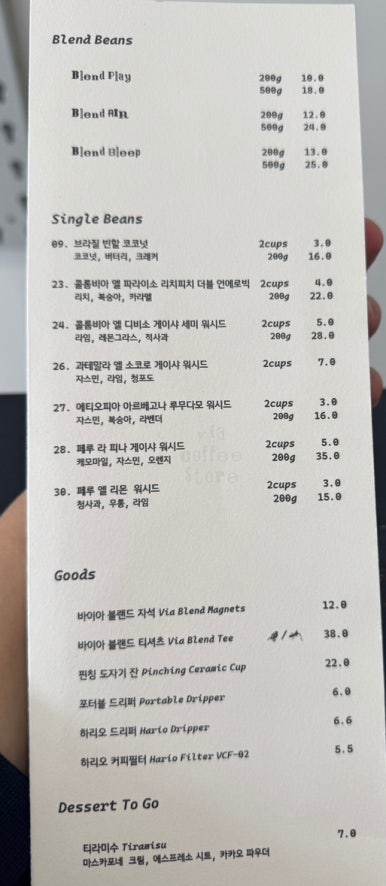 Blend Beans
Blend Play 200g 10.0
500g 18.0
Blend AIR 200g 12.0
500g 24.0
Blend Bleep 200g 13.0
500g 25.0
Single Beans
09. 브라질 빈할 코코넛 2cups 3.0
코코넛, 버터리, 크래커 200g 16.0
23. 콜롬비아 엘 파라이소 리치피치 더블 언에로빅 2cups 4.0
리치, 복숭아, 카라멜 200g 22.0
24. 콜롬비아 엘 디비소 게이샤 세미 워시드 2cups 5.0
라임, 레몬그라스, 적사과 200g 28.0
26. 과테말라 엘 소코로 게이샤 워시드 2cups 7.0
자스민, 라임, 청포도
27. 에티오피아 아르베고나 루무다모 워시드 2cups 3.0
자스민, 복숭아, 라벤더 200g 16.0
28. 페루 라 피나 게이샤 워시드 2cups 5.0
캐모마일, 자스민, 오렌지 200g 35.0
30. 페루 엘 리몬 워시드 2cups 3.0
청사과, 우롱, 라임 200g 15.0
via
coffee
store
Goods
바이아 블랜드 자석 Via Blend Magnets 12.0
바이아 블랜드 티셔츠 Via Blend Tee 38.0
핀칭 도자기 잔 Pinching Ceramic Cup 22.0
포터블 드리퍼 Portable Dripper 6.0
하리오 드리퍼 Hario Dripper 6.6
하리오 커피필터 Hario Filter VCF-02 5.5
Dessert To Go
티라미수 Tiramisu 7.0
마스카포네 크림, 에스프레소 시트, 카카오 파우더